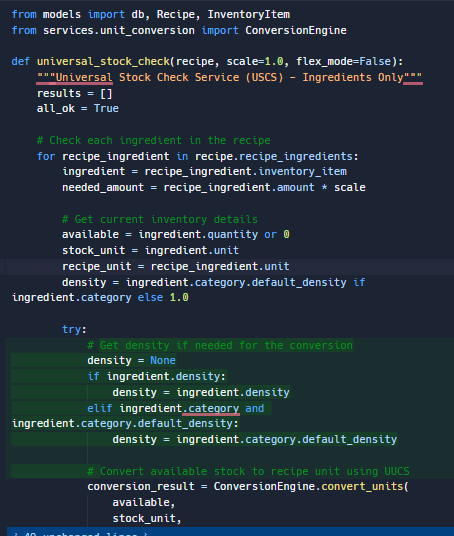 from models import db, Recipe, InventoryItem
from services.unit_conversion import ConversionEngine
def universal_stock_check(recipe, scale=1.0, flex_mode=False):
"""Universal Stock Check Service (USCS) - Ingredients Only"""
results = []
all_ok = True
# Check each ingredient in the recipe
for recipe_ingredient in recipe.recipe_ingredients:
ingredient = recipe_ingredient.inventory_item
needed_amount = recipe_ingredient.amount * scale
# Get current inventory details
available = ingredient.quantity or 0
stock_unit = ingredient.unit
recipe_unit = recipe_ingredient.unit
density = ingredient.category.default_density if
ingredient.category else 1.0
try:
# Get density if needed for the conversion
density = None
if ingredient.density:
density = ingredient.density
elif ingredient.category and
ingredient.category.default_density:
density = ingredient.category.default_density
# Convert available stock to recipe unit using UUCS
conversion_result = ConversionEngine.convert_units(
available,
stock_unit,